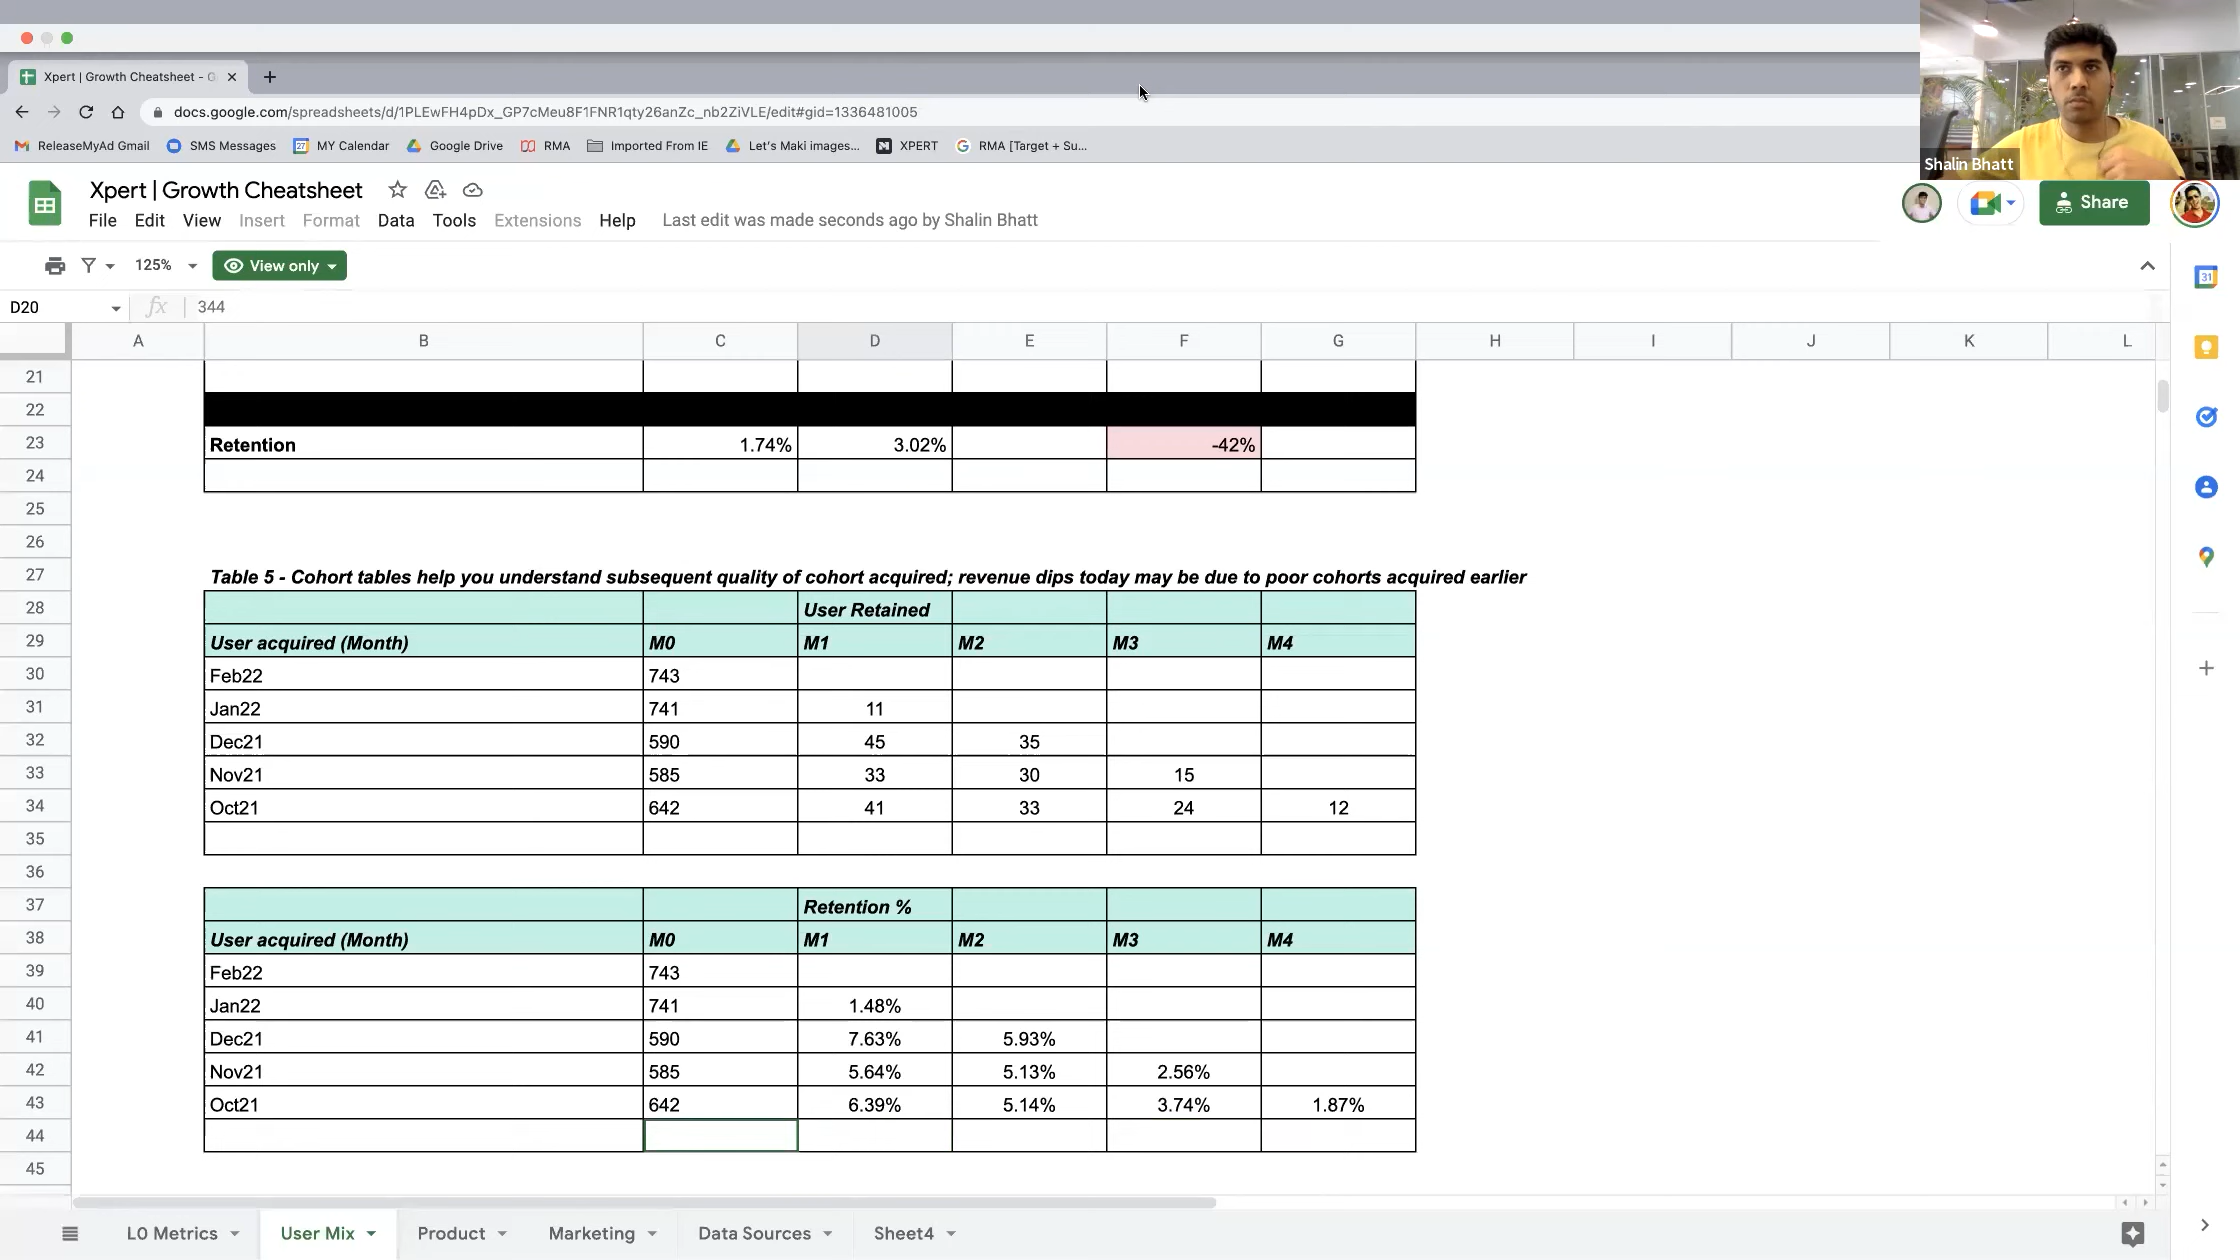 Xpert | Growth Cheatsheet - G
docs.google.com/spreadsheets/d/1PLEwFH4pDx_GP7cMeu8F1FNR1qty26anZc_nb2ZiVLE/edit#gid=1336481005
ReleaseMyAd Gmail SMS Messages 27 MY Calendar Google Drive RMA Imported From IE Let's Maki images... XPERT RMA [Target + Su...
Shalin Bhatt
Xpert | Growth Cheatsheet
Share
File Edit View Insert Format Data Tools Extensions Help Last edit was made seconds ago by Shalin Bhatt
125% View only
31
D20 fx 344
A B C D E F G H I J K L
21
22
23 Retention 1.74% 3.02% -42%
24
25
26
27 Table 5 - Cohort tables help you understand subsequent quality of cohort acquired; revenue dips today may be due to poor cohorts acquired earlier
28 User Retained
29 User acquired (Month) M0 M1 M2 M3 M4
30 Feb22 743
31 Jan22 741 11
32 Dec21 590 45 35
33 Nov21 585 33 30 15
34 Oct21 642 41 33 24 12
35
36
37 Retention %
38 User acquired (Month) M0 M1 M2 M3 M4
39 Feb22 743
40 Jan22 741 1.48%
41 Dec21 590 7.63% 5.93%
42 Nov21 585 5.64% 5.13% 2.56%
43 Oct21 642 6.39% 5.14% 3.74% 1.87%
44
45
L0 Metrics User Mix Product Marketing Data Sources Sheet4